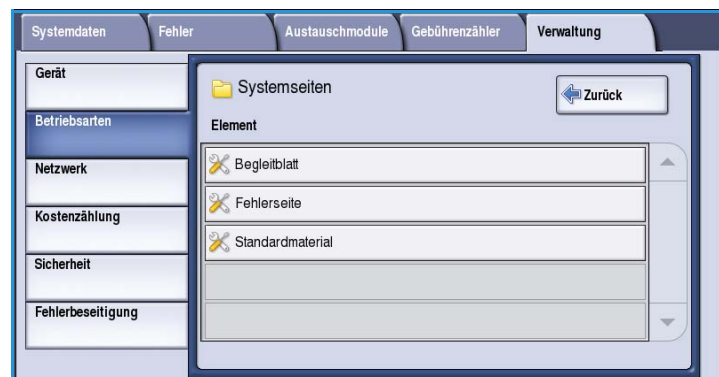 Systemdaten Fehler Austauschmodule Gebührenzähler Verwaltung
Gerät
Betriebsarten
Netzwerk
Kostenzählung
Sicherheit
Fehlerbeseitigung
Systemseiten
Zurück
Element
Begleitblatt
Fehlerseite
Standardmaterial